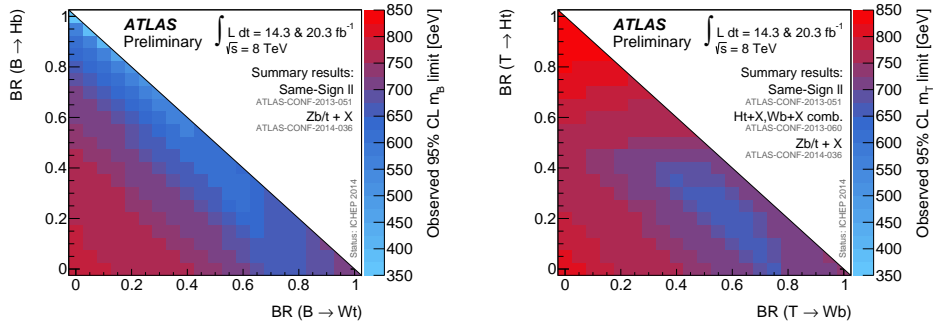 ATLAS
Preliminary
∫ L dt = 14.3 & 20.3 fb⁻¹
√s = 8 TeV
Summary results:
Same-Sign ll
ATLAS-CONF-2013-051
Zb/t + X
ATLAS-CONF-2014-036
Status: ICHEP 2014
BR (B → Hb)
1
0.8
0.6
0.4
0.2
0
0 0.2 0.4 0.6 0.8 1
BR (B → Wt)
850
800
750
700
650
600
550
500
450
400
350
Observed 95% CL m_B limit [GeV]
ATLAS
Preliminary
∫ L dt = 14.3 & 20.3 fb⁻¹
√s = 8 TeV
Summary results:
Same-Sign ll
ATLAS-CONF-2013-051
Ht+X,Wb+X comb.
ATLAS-CONF-2013-060
Zb/t + X
ATLAS-CONF-2014-036
Status: ICHEP 2014
BR (T → Ht)
1
0.8
0.6
0.4
0.2
0
0 0.2 0.4 0.6 0.8 1
BR (T → Wb)
850
800
750
700
650
600
550
500
450
400
350
Observed 95% CL m_T limit [GeV]